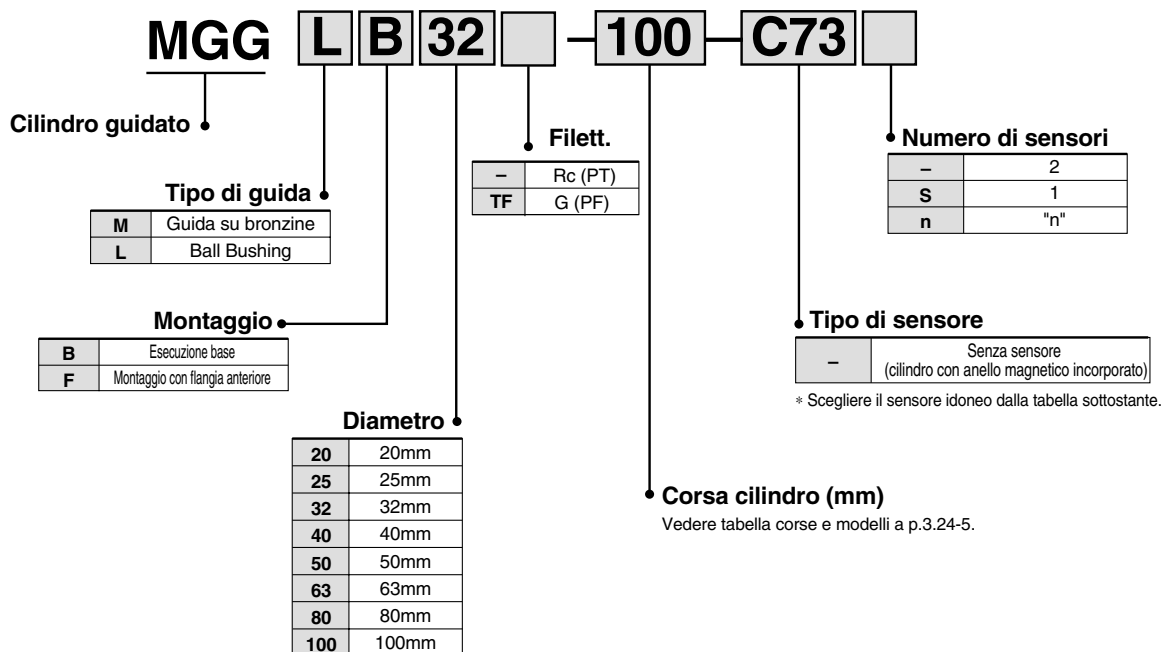 MGG L B 32 – 100 – C73
Cilindro guidato
Tipo di guida
M Guida su bronzine
L Ball Bushing
Montaggio
B Esecuzione base
F Montaggio con flangia anteriore
Diametro
20 20mm
25 25mm
32 32mm
40 40mm
50 50mm
63 63mm
80 80mm
100 100mm
Filett.
– Rc (PT)
TF G (PF)
Corsa cilindro (mm)
Vedere tabella corse e modelli a p.3.24-5.
Numero di sensori
– 2
S 1
n "n"
Tipo di sensore
– Senza sensore
(cilindro con anello magnetico incorporato)
∗ Scegliere il sensore idoneo dalla tabella sottostante.